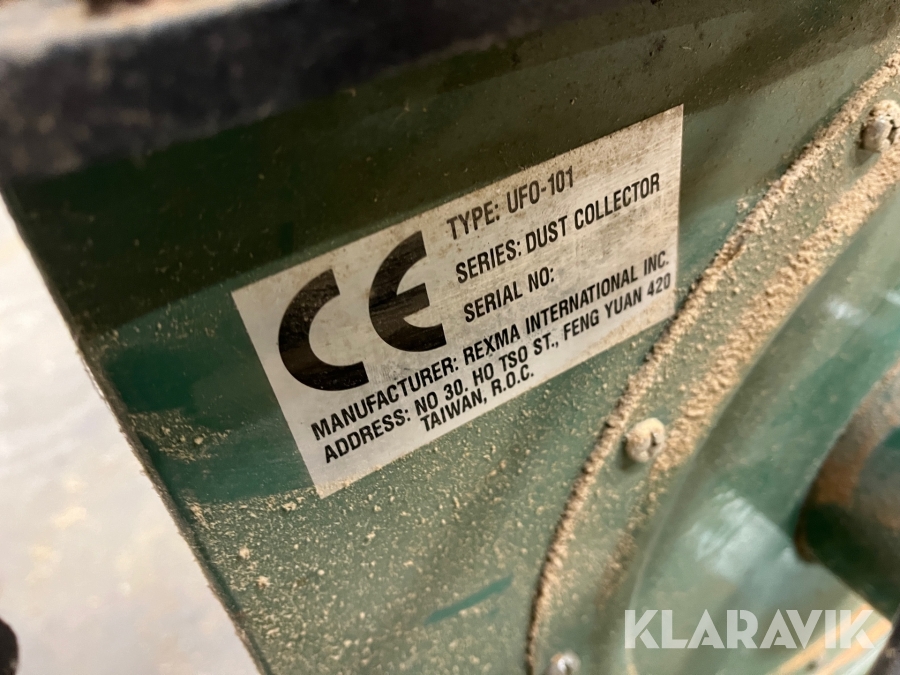 CE
TYPE: UFO-101
SERIES: DUST COLLECTOR
SERIAL NO:
MANUFACTURER: REXMA INTERNATIONAL INC.
ADDRESS: NO 30. HO TSO ST., FENG YUAN 420
TAIWAN, R.O.C.
KLARAVIK